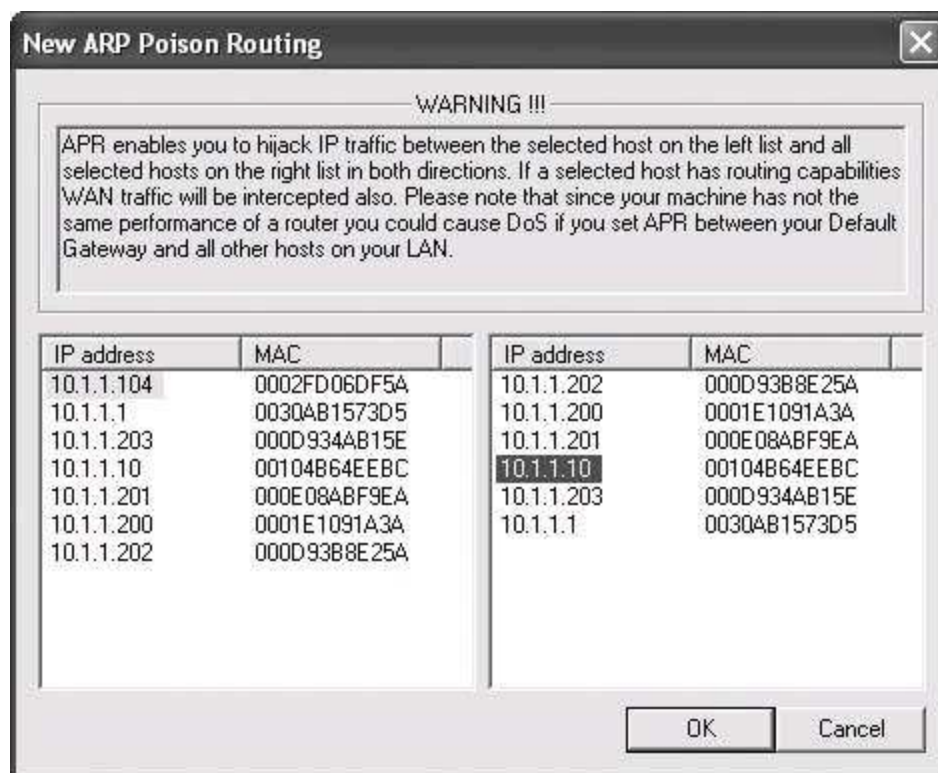 New ARP Poison Routing
WARNING !!!
APR enables you to hijack IP traffic between the selected host on the left list and all
selected hosts on the right list in both directions. If a selected host has routing capabilities
WAN traffic will be intercepted also. Please note that since your machine has not the
same performance of a router you could cause DoS if you set APR between your Default
Gateway and all other hosts on your LAN.
IP address MAC
10.1.1.104 0002FD06DF5A
10.1.1.1 0030AB1573D5
10.1.1.203 000D934AB15E
10.1.1.10 00104B64EEBC
10.1.1.201 000E08ABF9EA
10.1.1.200 0001E1091A3A
10.1.1.202 000D93B8E25A
IP address MAC
10.1.1.202 000D93B8E25A
10.1.1.200 0001E1091A3A
10.1.1.201 000E08ABF9EA
10.1.1.10 00104B64EEBC
10.1.1.203 000D934AB15E
10.1.1.1 0030AB1573D5
OK Cancel